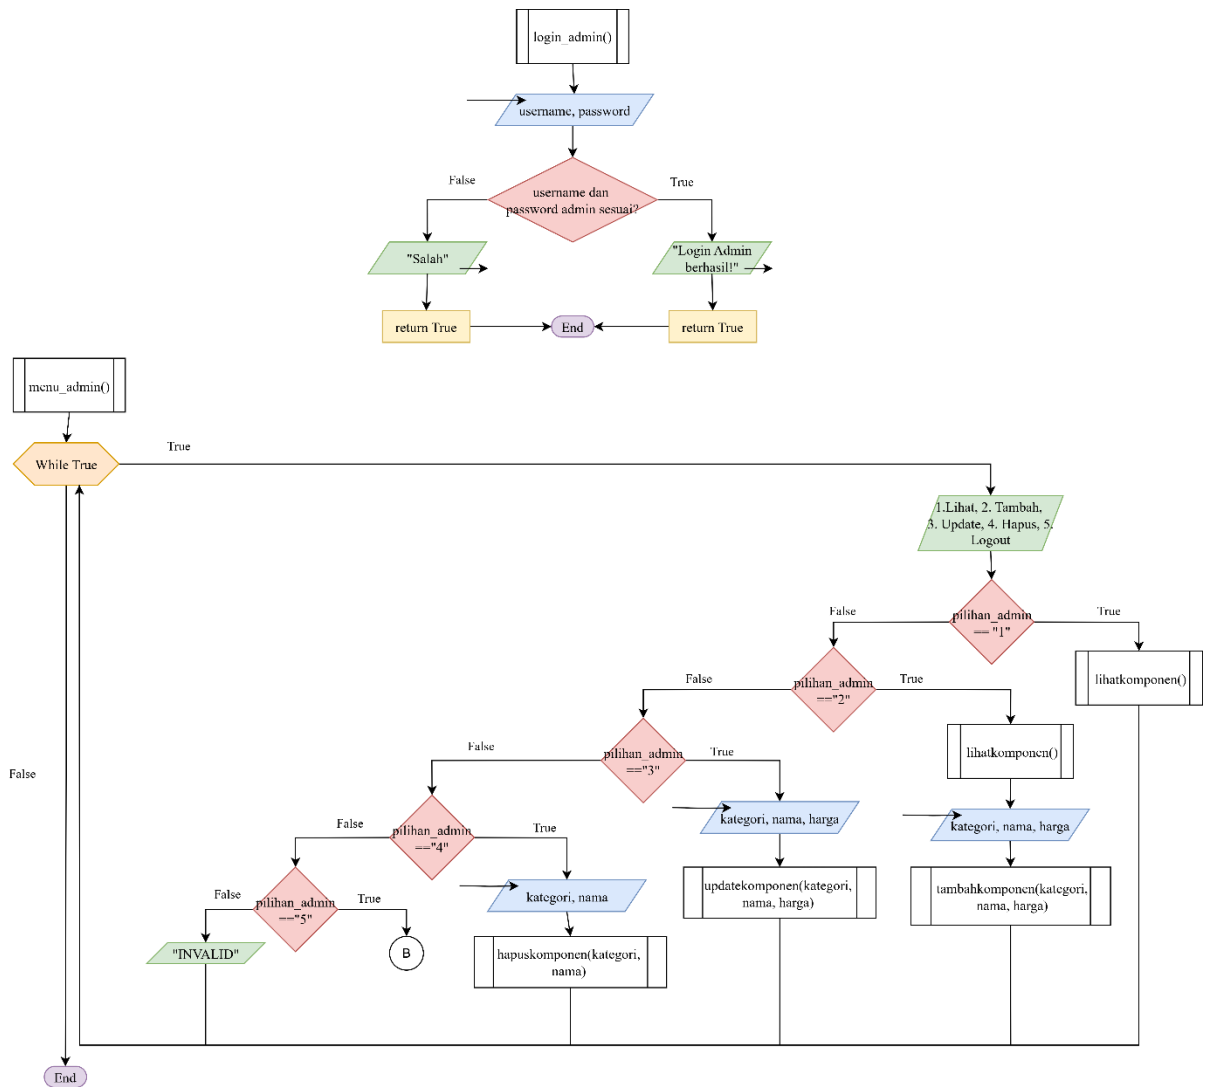 login_admin()
username, password
False
True
username dan
password admin sesuai?
"Salah"
"Login Admin
berhasil!"
return True
End
return True
menu_admin()
True
While True
1.Lihat, 2. Tambah,
3. Update, 4. Hapus, 5.
Logout
False
True
pilihan_admin
== "1"
lihatkomponen()
False
True
pilihan_admin
=="2"
lihatkomponen()
False
True
pilihan_admin
=="3"
kategori, nama, harga
kategori, nama, harga
False
False
True
pilihan_admin
=="4"
updatekomponen(kategori,
nama, harga)
tambahkomponen(kategori,
nama, harga)
False
True
pilihan_admin
=="5"
kategori, nama
"INVALID"
B
hapuskomponen(kategori,
nama)
End